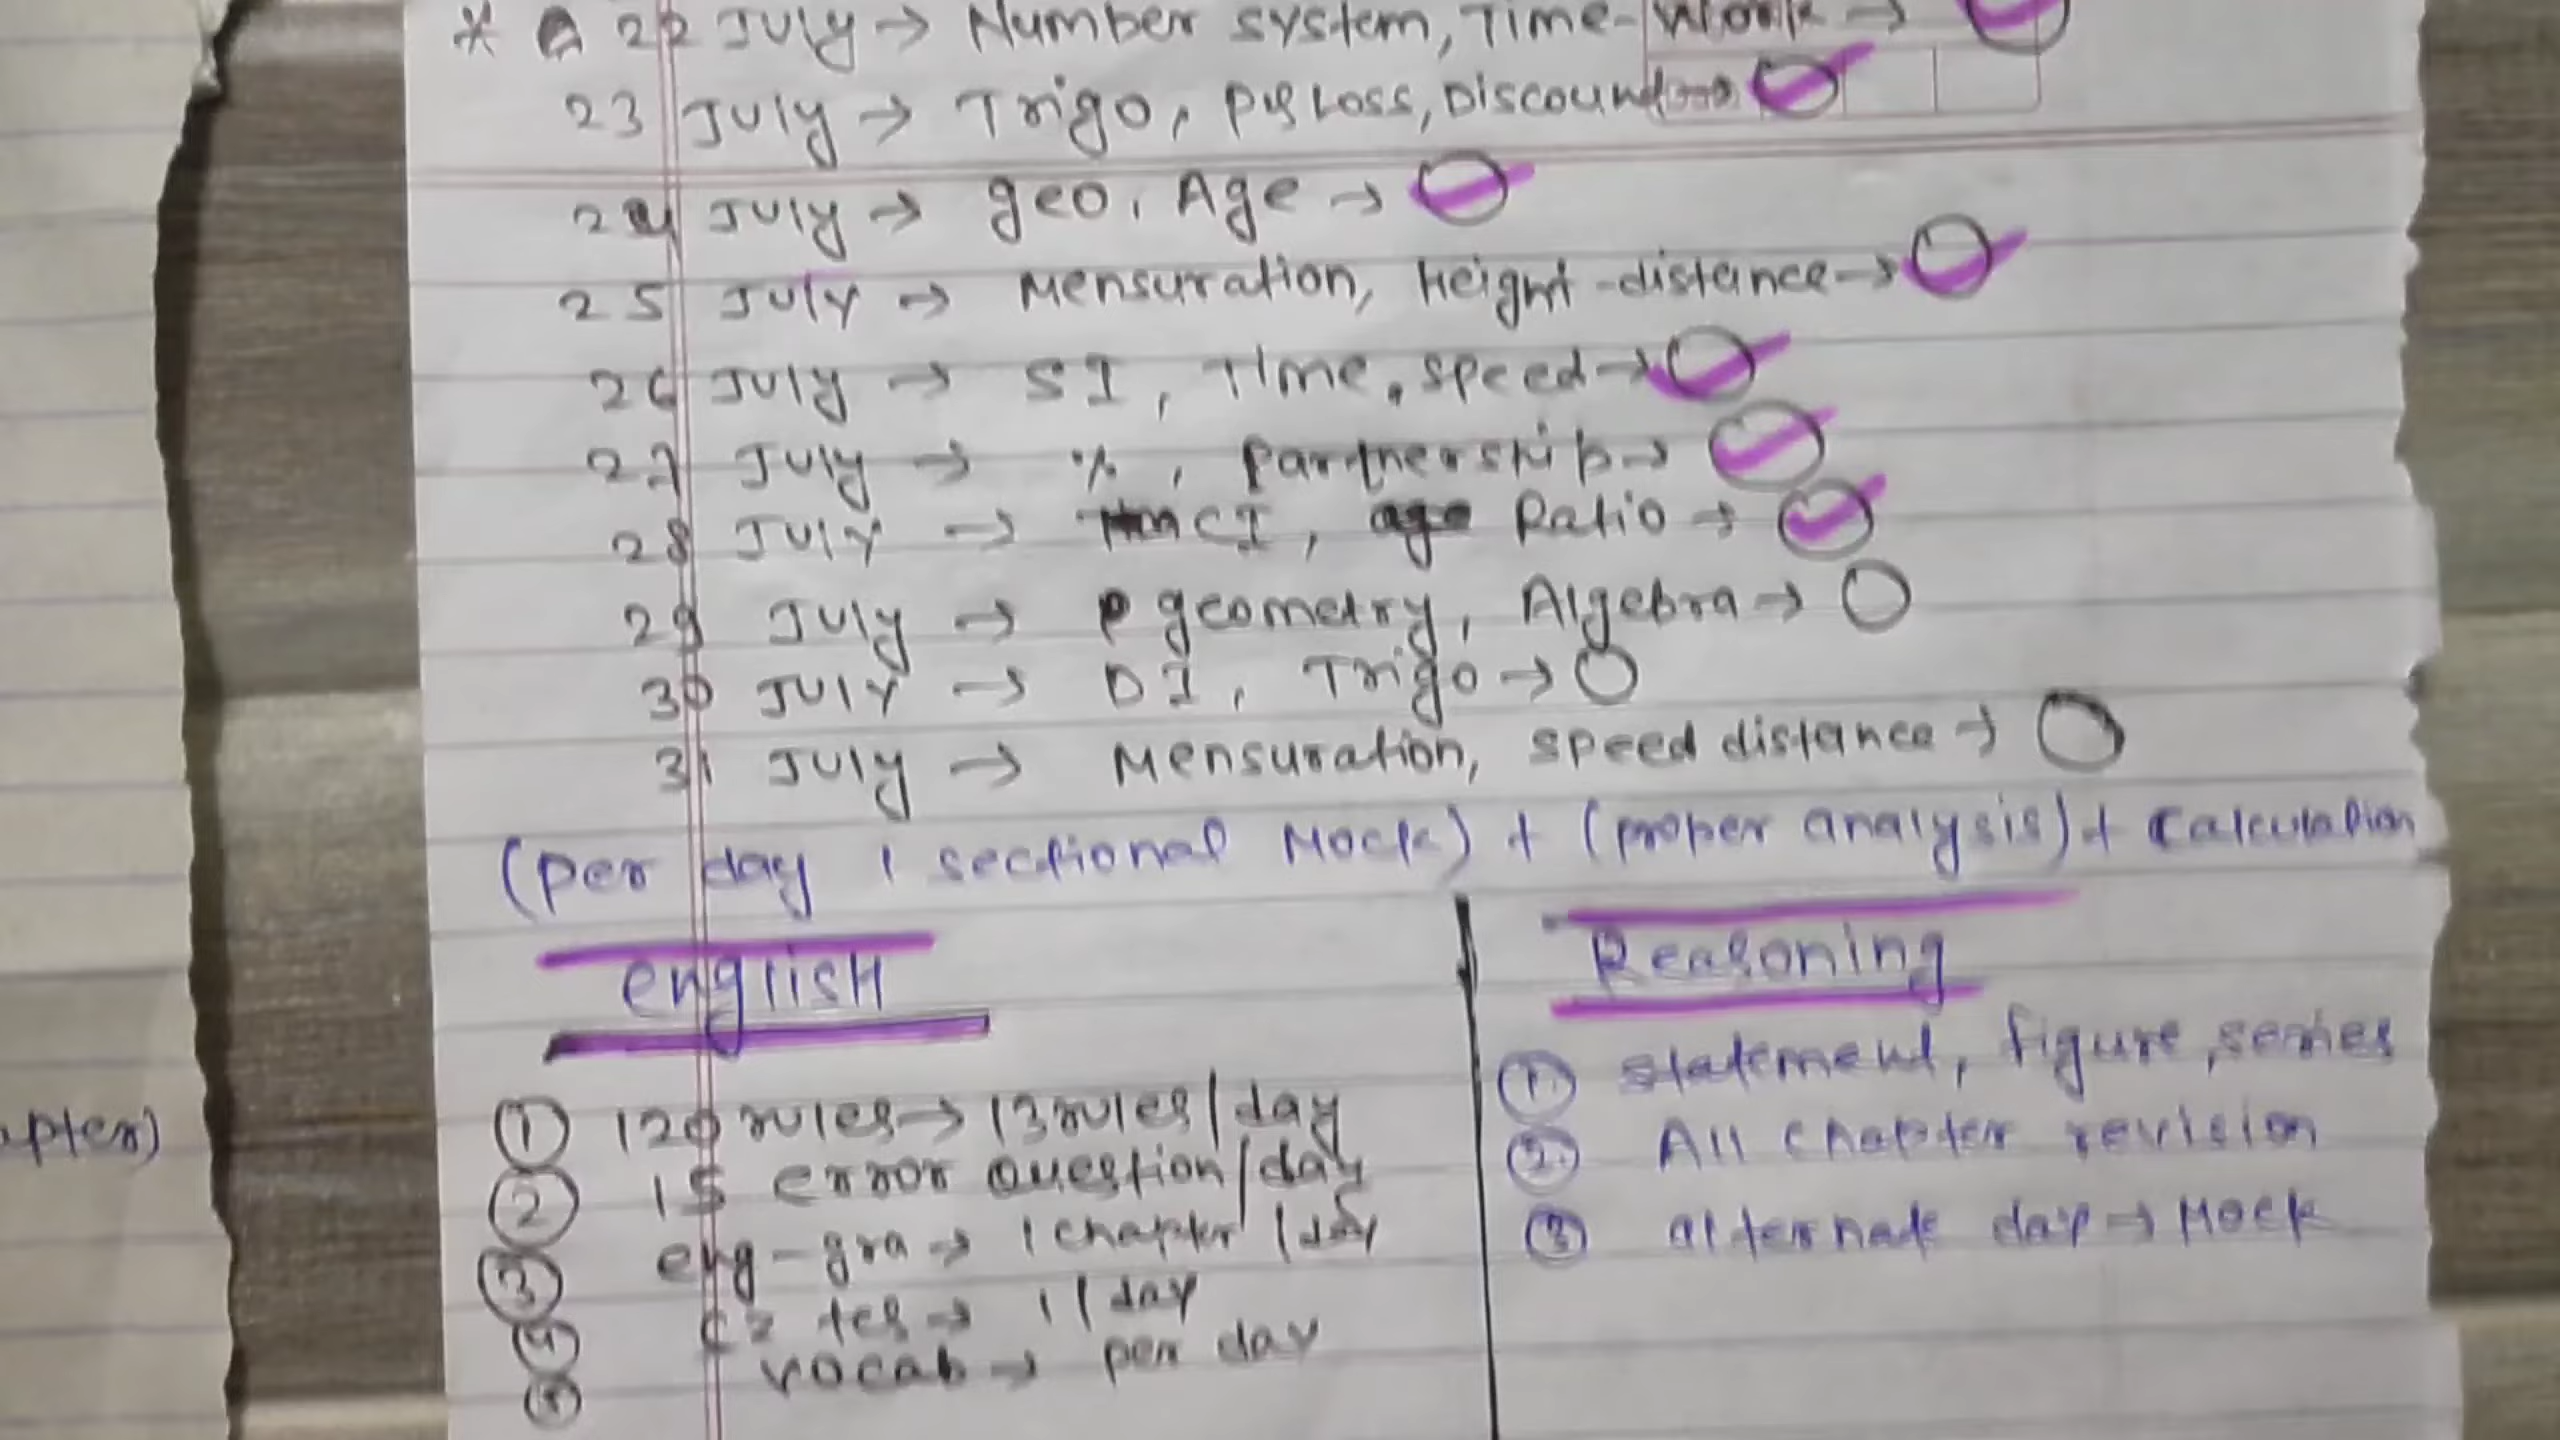 * 22 July → Number system, Time-Work →
23 July → Trigo, P&Loss, Discount →
24 July → geo, Age →
25 July → Mensuration, Height-distance →
26 July → SI, Time, speed →
27 July → %, Partnership →
28 July → CI, Ratio →
29 July → geometry, Algebra →
30 July → DI, Trigo →
31 July → Mensuration, speed distance →
(per day 1 sectional Mock) + (proper analysis) + Calculation
english
① 120 rules → 13 rules/day
② 15 error question/day
③ eng-gra → 1 chapter/day
④ → 1/day
⑤ vocab → per day
Reasoning
① statement, figure, series
② All chapter revision
③ alternate day → Mock
apter)